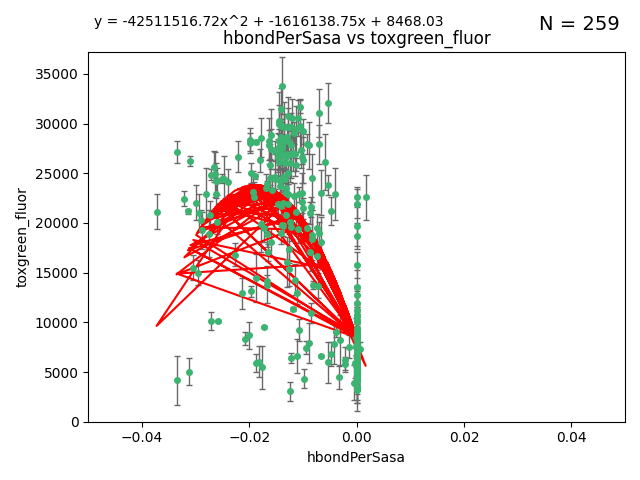 y = -42511516.72x^2 + -1616138.75x + 8468.03
N = 259
hbondPerSasa vs toxgreen_fluor
35000
30000
25000
20000
15000
10000
5000
0
toxgreen_fluor
−0.04
−0.02
0.00
0.02
0.04
hbondPerSasa